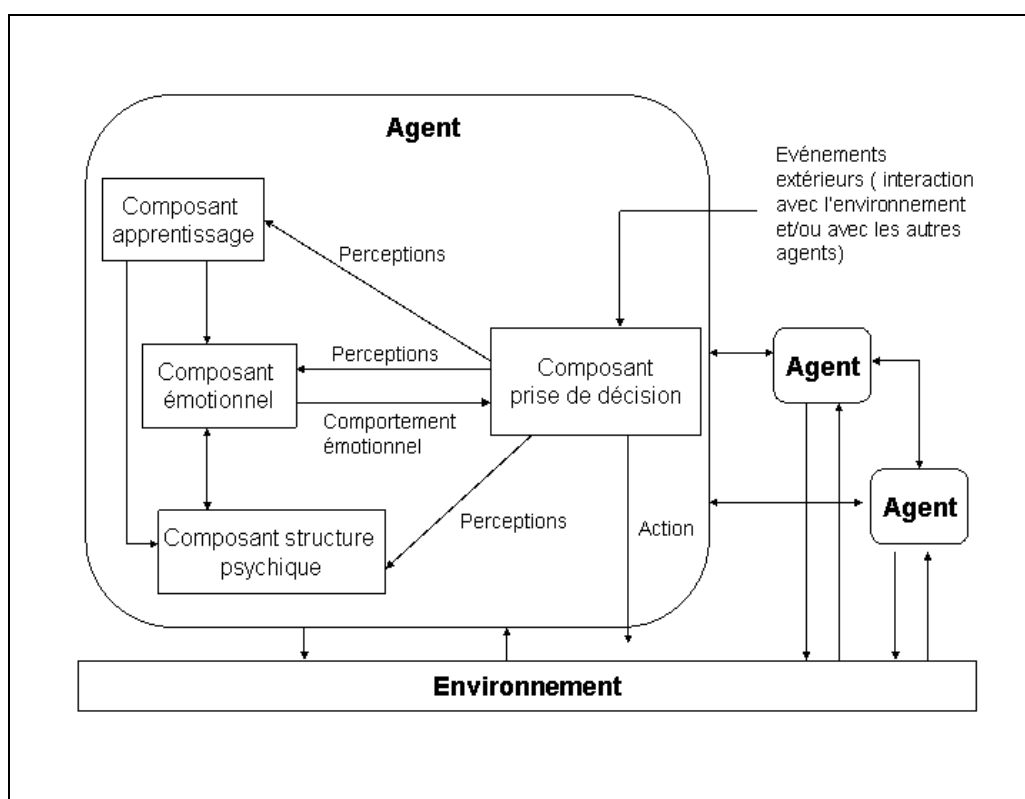 Agent
Evénements
extérieurs ( interaction
avec l'environnement
et/ou avec les autres
agents)
Composant
apprentissage
Perceptions
Composant
émotionnel
Perceptions
Comportement
émotionnel
Composant
prise de décision
Agent
Agent
Composant structure
psychique
Perceptions
Action
Environnement